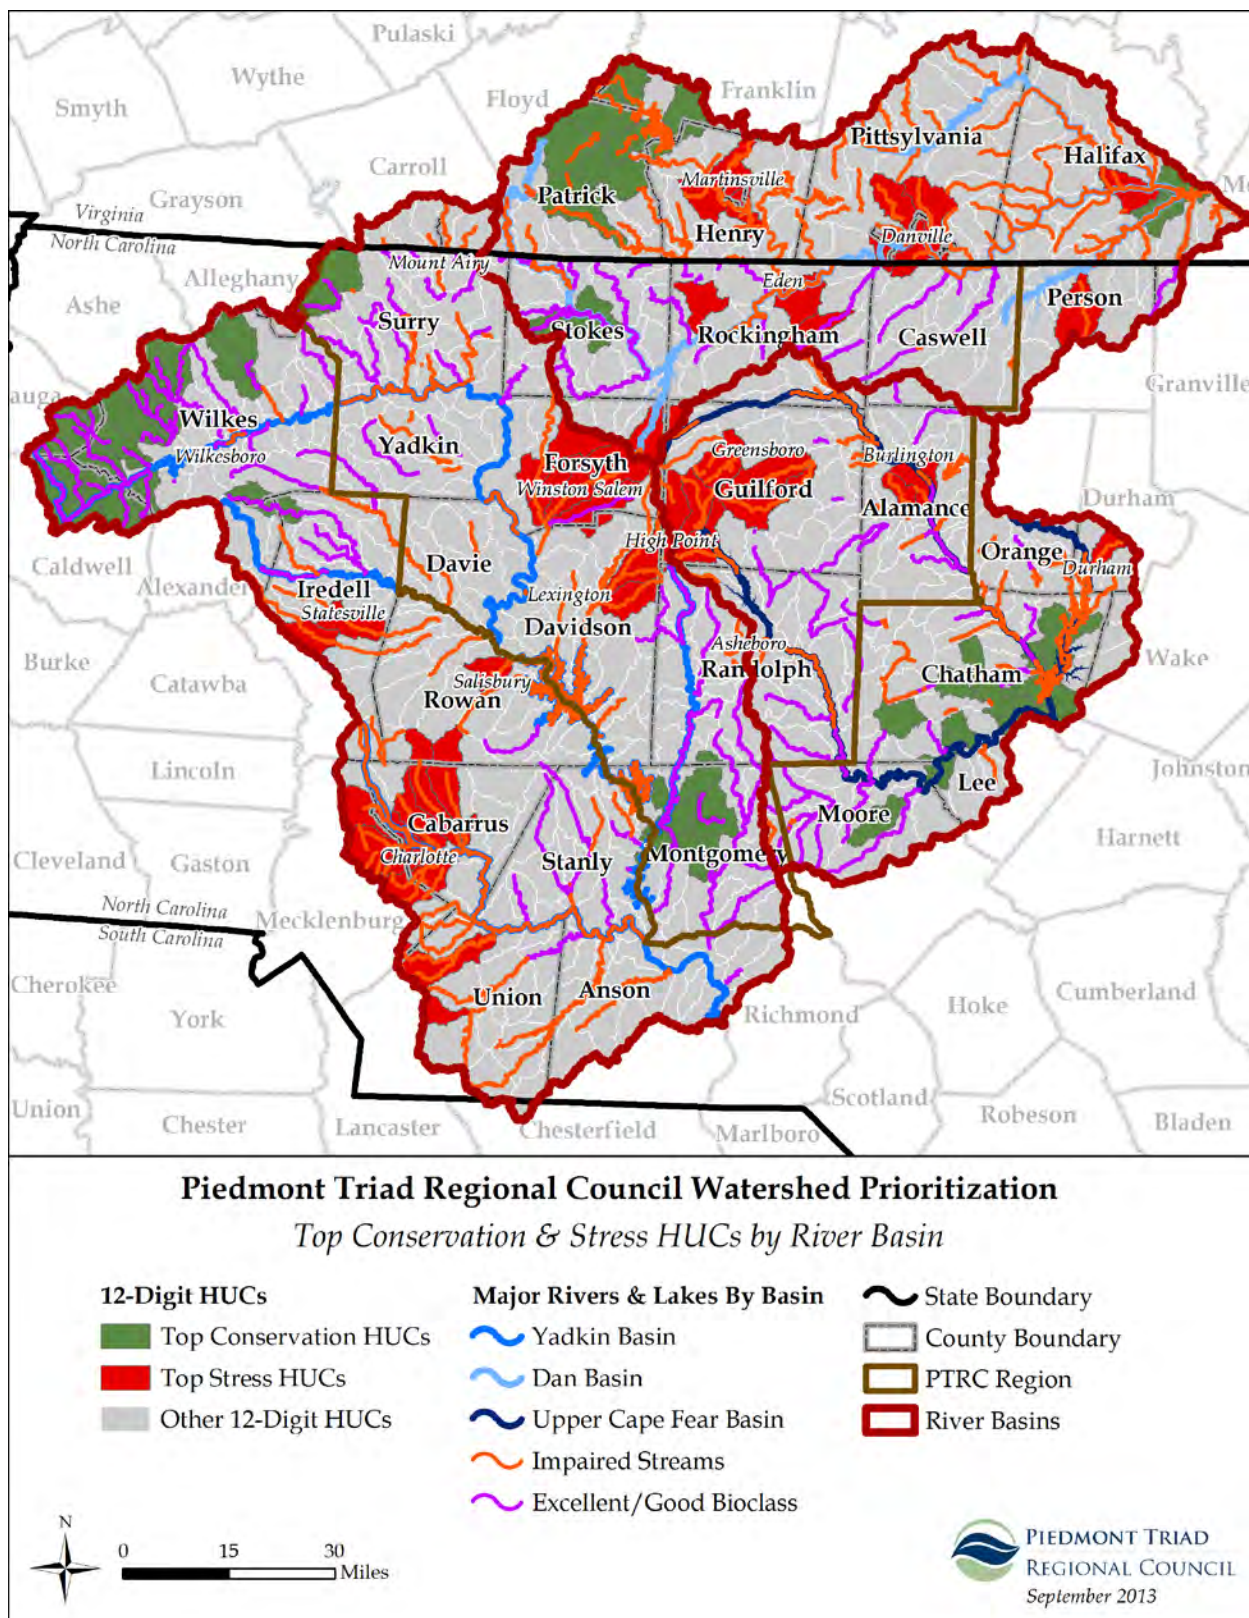 Pulaski
Wythe
Smyth
Floyd
Franklin
Pittsylvania
Carroll
Halifax
Grayson
Patrick
Martinsville
Virginia
North Carolina
Henry
Danville
Mount Airy
Alleghany
Eden
Ashe
Person
Surry
Stokes
Rockingham
Caswell
Granville
auga
Wilkes
Yadkin
Wilkesboro
Forsyth
Greensboro
Burlington
Winston Salem
Guilford
Durham
Alamance
High Point
Orange
Caldwell
Davie
Durham
Alexander
Iredell
Lexington
Statesville
Davidson
Asheboro
Burke
Wake
Catawba
Salisbury
Randolph
Chatham
Rowan
Lincoln
Johnston
Lee
Moore
Cabarrus
Harnett
Cleveland
Gaston
Charlotte
Stanly
Montgomery
North Carolina
Mecklenburg
South Carolina
Cherokee
Union
Anson
Hoke
Cumberland
York
Richmond
Scotland
Union
Chester
Lancaster
Chesterfield
Marlboro
Robeson
Bladen
Piedmont Triad Regional Council Watershed Prioritization
Top Conservation & Stress HUCs by River Basin
12-Digit HUCs
Top Conservation HUCs
Top Stress HUCs
Other 12-Digit HUCs
Major Rivers & Lakes By Basin
Yadkin Basin
Dan Basin
Upper Cape Fear Basin
Impaired Streams
Excellent/Good Bioclass
State Boundary
County Boundary
PTRC Region
River Basins
N
0 15 30
Miles
PIEDMONT TRIAD
REGIONAL COUNCIL
September 2013